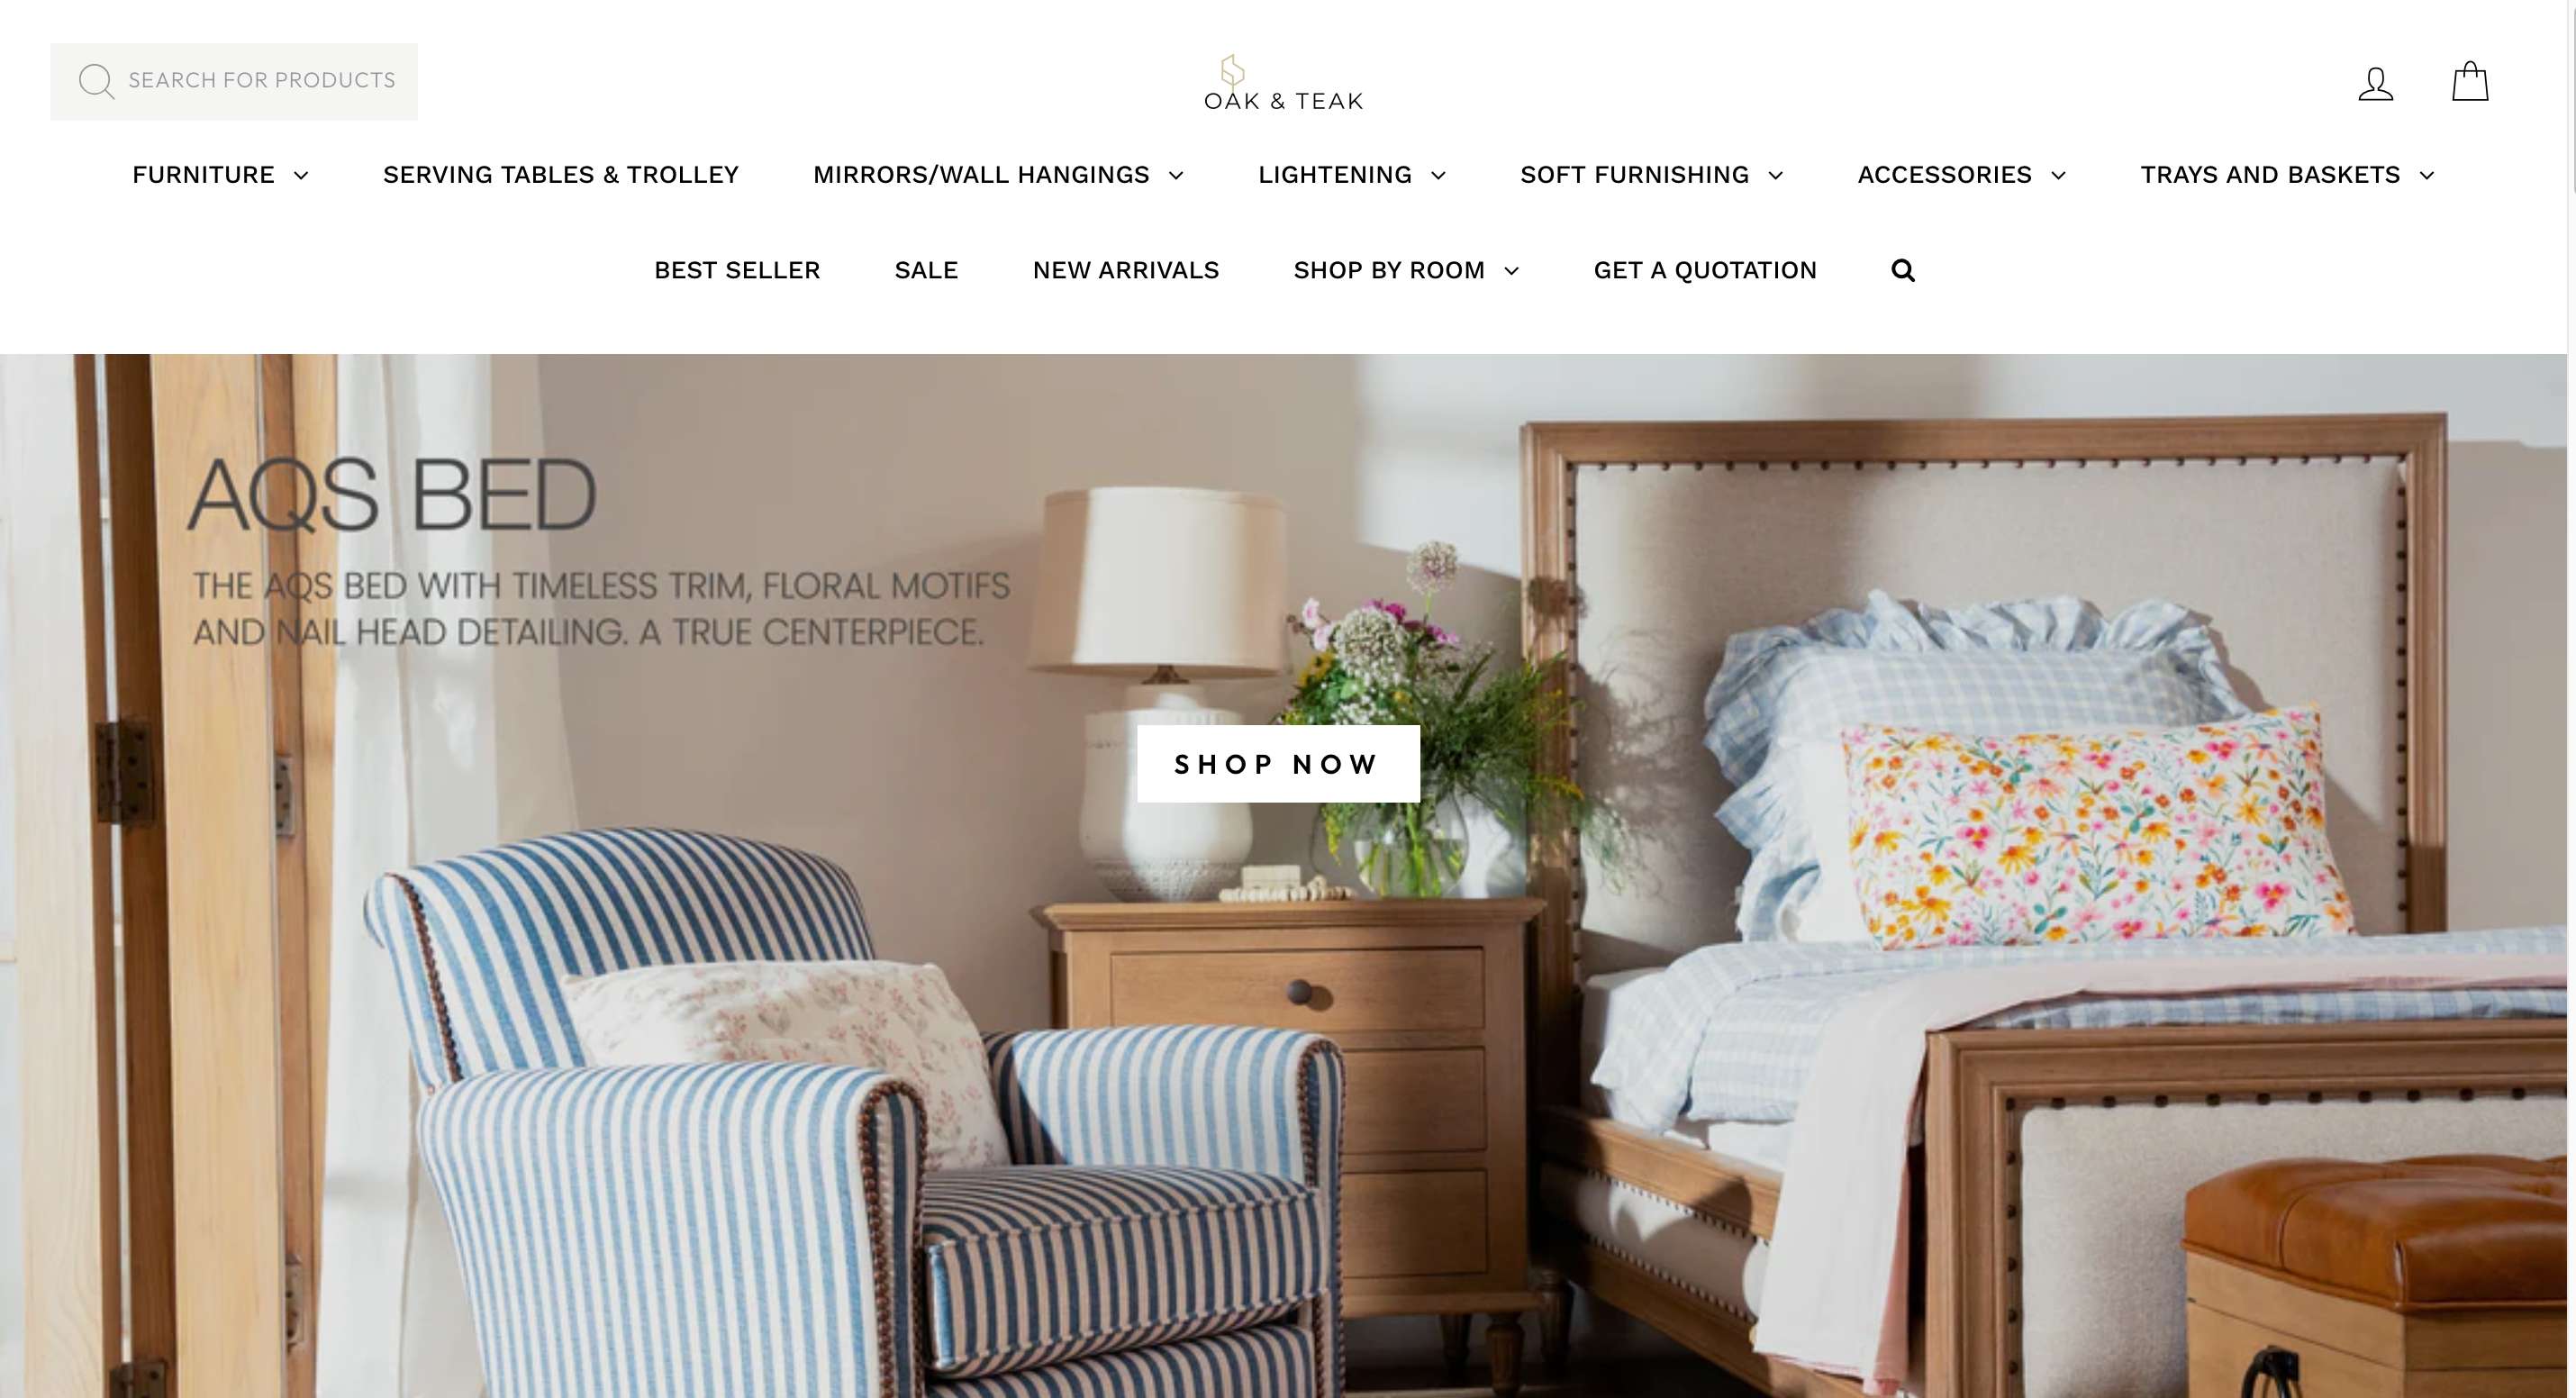 SEARCH FOR PRODUCTS
OAK & TEAK
FURNITURE SERVING TABLES & TROLLEY MIRRORS/WALL HANGINGS LIGHTENING SOFT FURNISHING ACCESSORIES TRAYS AND BASKETS
BEST SELLER SALE NEW ARRIVALS SHOP BY ROOM GET A QUOTATION
AQS BED
THE AQS BED WITH TIMELESS TRIM, FLORAL MOTIFS
AND NAIL HEAD DETAILING. A TRUE CENTERPIECE.
SHOP NOW